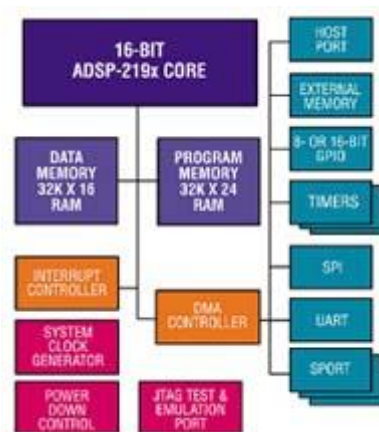 16-BIT
ADSP-219x CORE
DATA
MEMORY
32K X 16
RAM
PROGRAM
MEMORY
32K X 24
RAM
INTERRUPT
CONTROLLER
DMA
CONTROLLER
SYSTEM
CLOCK
GENERATOR
POWER
DOWN
CONTROL
JTAG TEST &
EMULATION
PORT
HOST
PORT
EXTERNAL
MEMORY
8- OR 16-BIT
GPIO
TIMERS
SPI
UART
SPORT